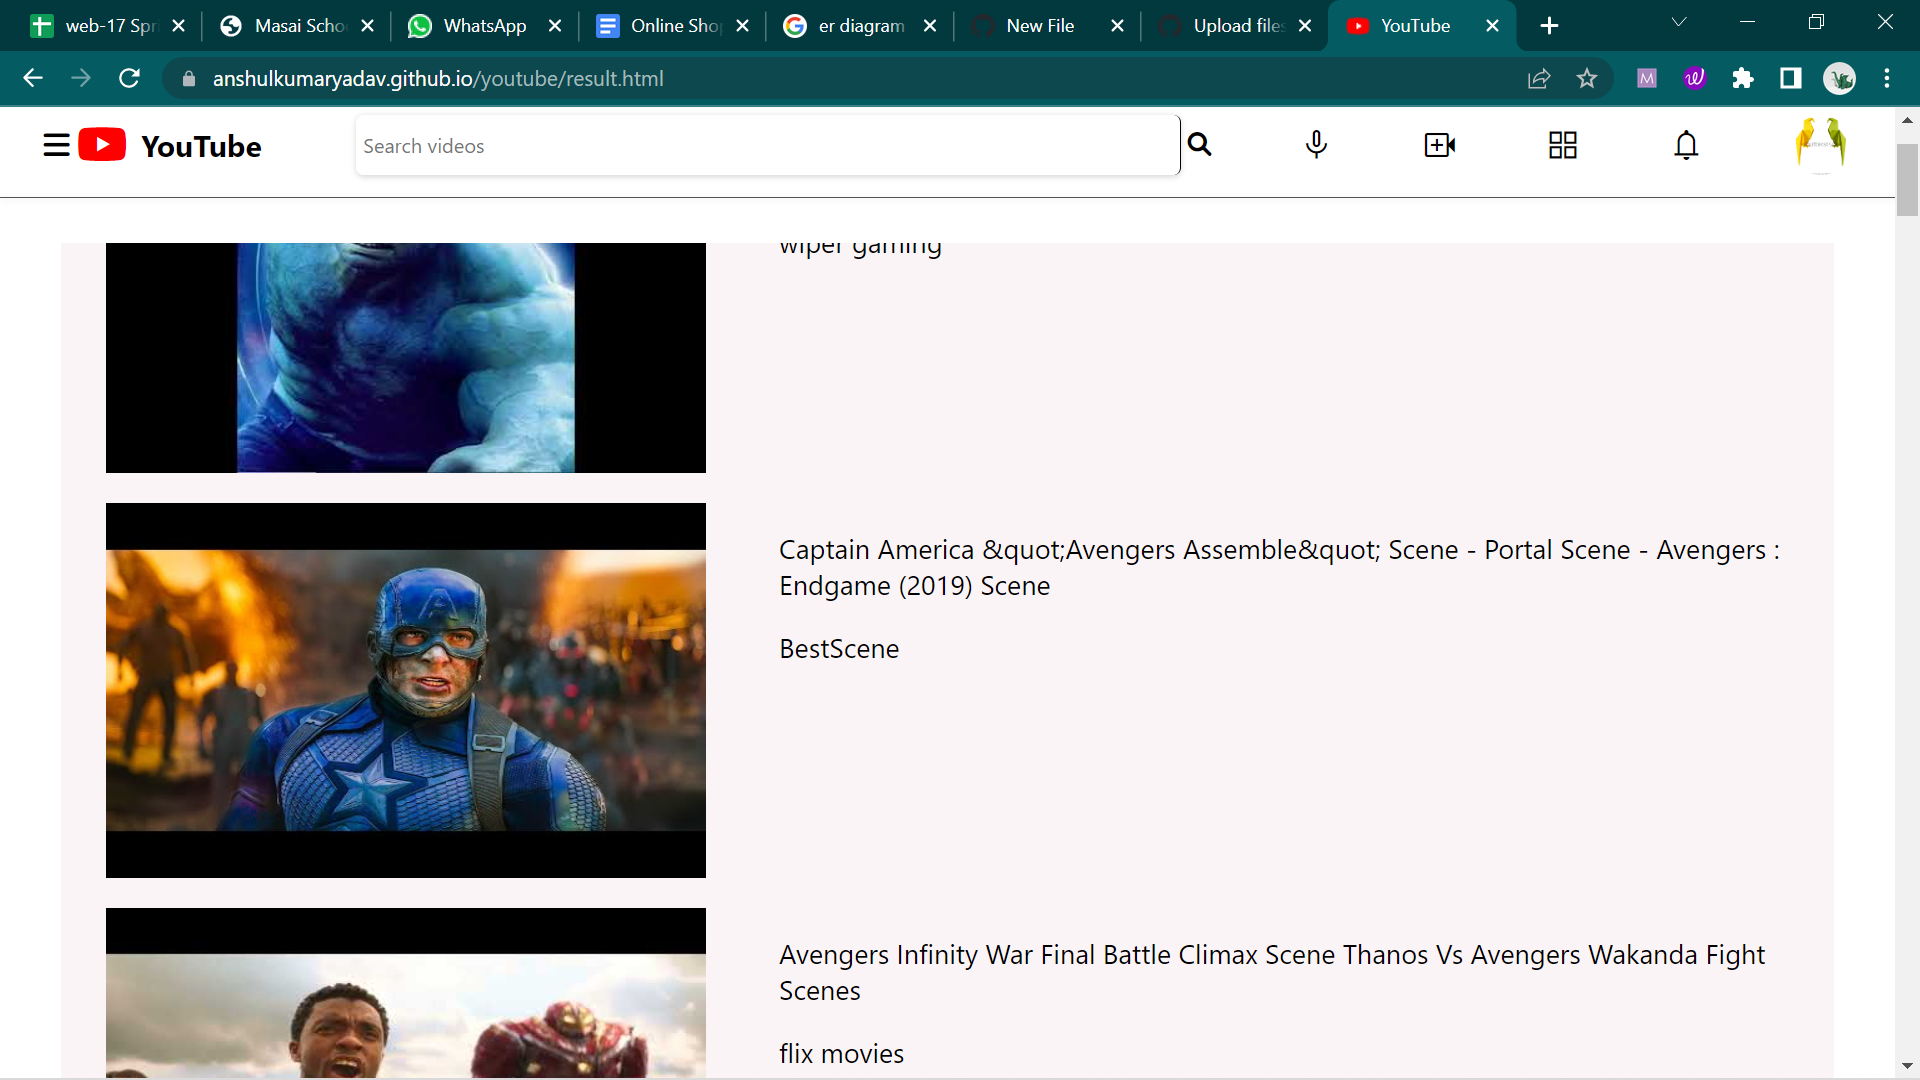 web-17 Spr
Masai Scho
WhatsApp
Online Sho
er diagram
New File
Upload files
YouTube
anshulkumaryadav.github.io/youtube/result.html
YouTube
Search videos
wiper gaming
Captain America &quot;Avengers Assemble&quot; Scene - Portal Scene - Avengers :
Endgame (2019) Scene
BestScene
Avengers Infinity War Final Battle Climax Scene Thanos Vs Avengers Wakanda Fight
Scenes
flix movies